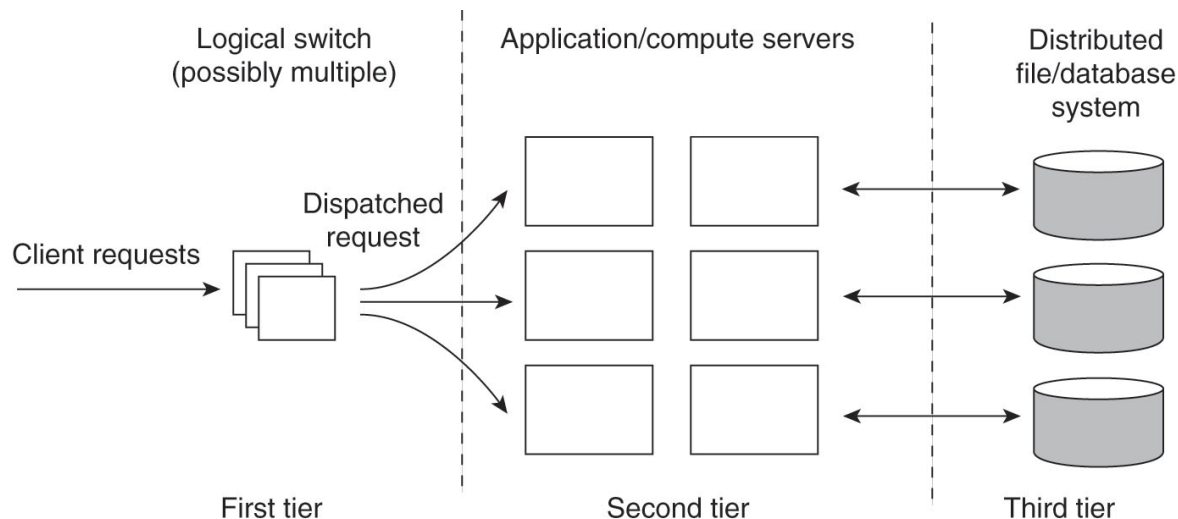 Logical switch
(possibly multiple)
Application/compute servers
Distributed
file/database
system
Dispatched
request
Client requests
First tier
Second tier
Third tier